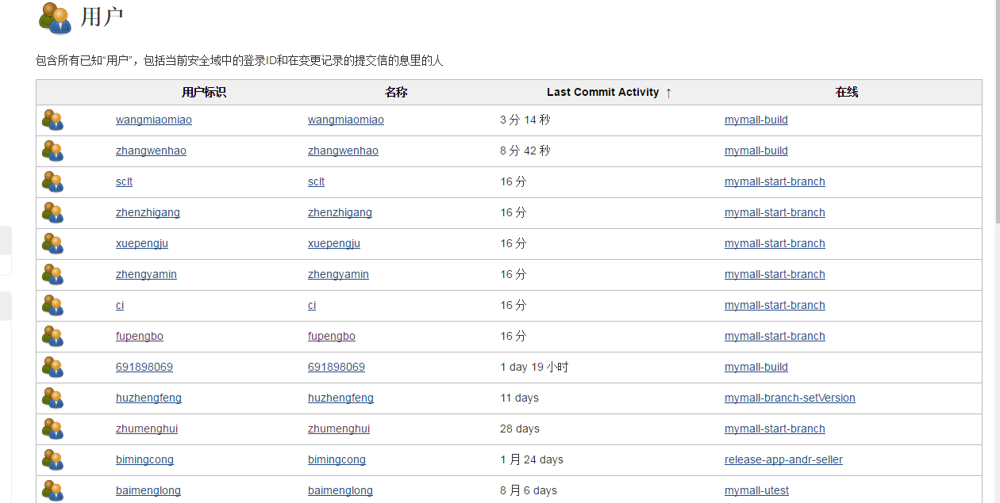 用户
包含所有已知“用户”，包括当前安全域中的登录ID和在变更记录的提交信的息里的人
用户标识 名称 Last Commit Activity ↑ 在线
wangmiaomiao wangmiaomiao 3 分 14 秒 mymall-build
zhangwenhao zhangwenhao 8 分 42 秒 mymall-build
sclt sclt 16 分 mymall-start-branch
zhenzhigang zhenzhigang 16 分 mymall-start-branch
xuepengju xuepengju 16 分 mymall-start-branch
zhengyamin zhengyamin 16 分 mymall-start-branch
ci ci 16 分 mymall-start-branch
fupengbo fupengbo 16 分 mymall-start-branch
691898069 691898069 1 day 19 小时 mymall-build
huzhengfeng huzhengfeng 11 days mymall-branch-setVersion
zhumenghui zhumenghui 28 days mymall-start-branch
bimingcong bimingcong 1 月 24 days release-app-andr-seller
baimenglong baimenglong 8 月 6 days mymall-utest